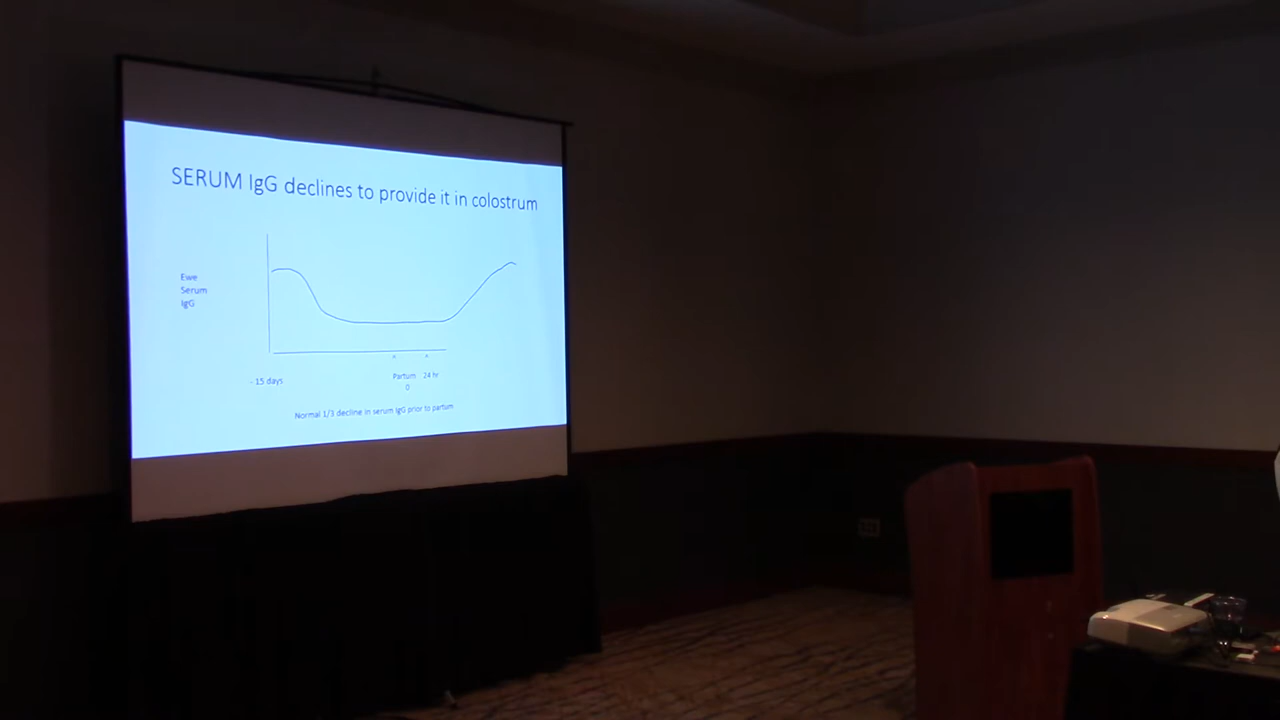 SERUM IgG declines to provide it in colostrum
Ewe
Serum
IgG
- 15 days
Partum
0
24 hr
Normal 1/3 decline in serum IgG prior to partum